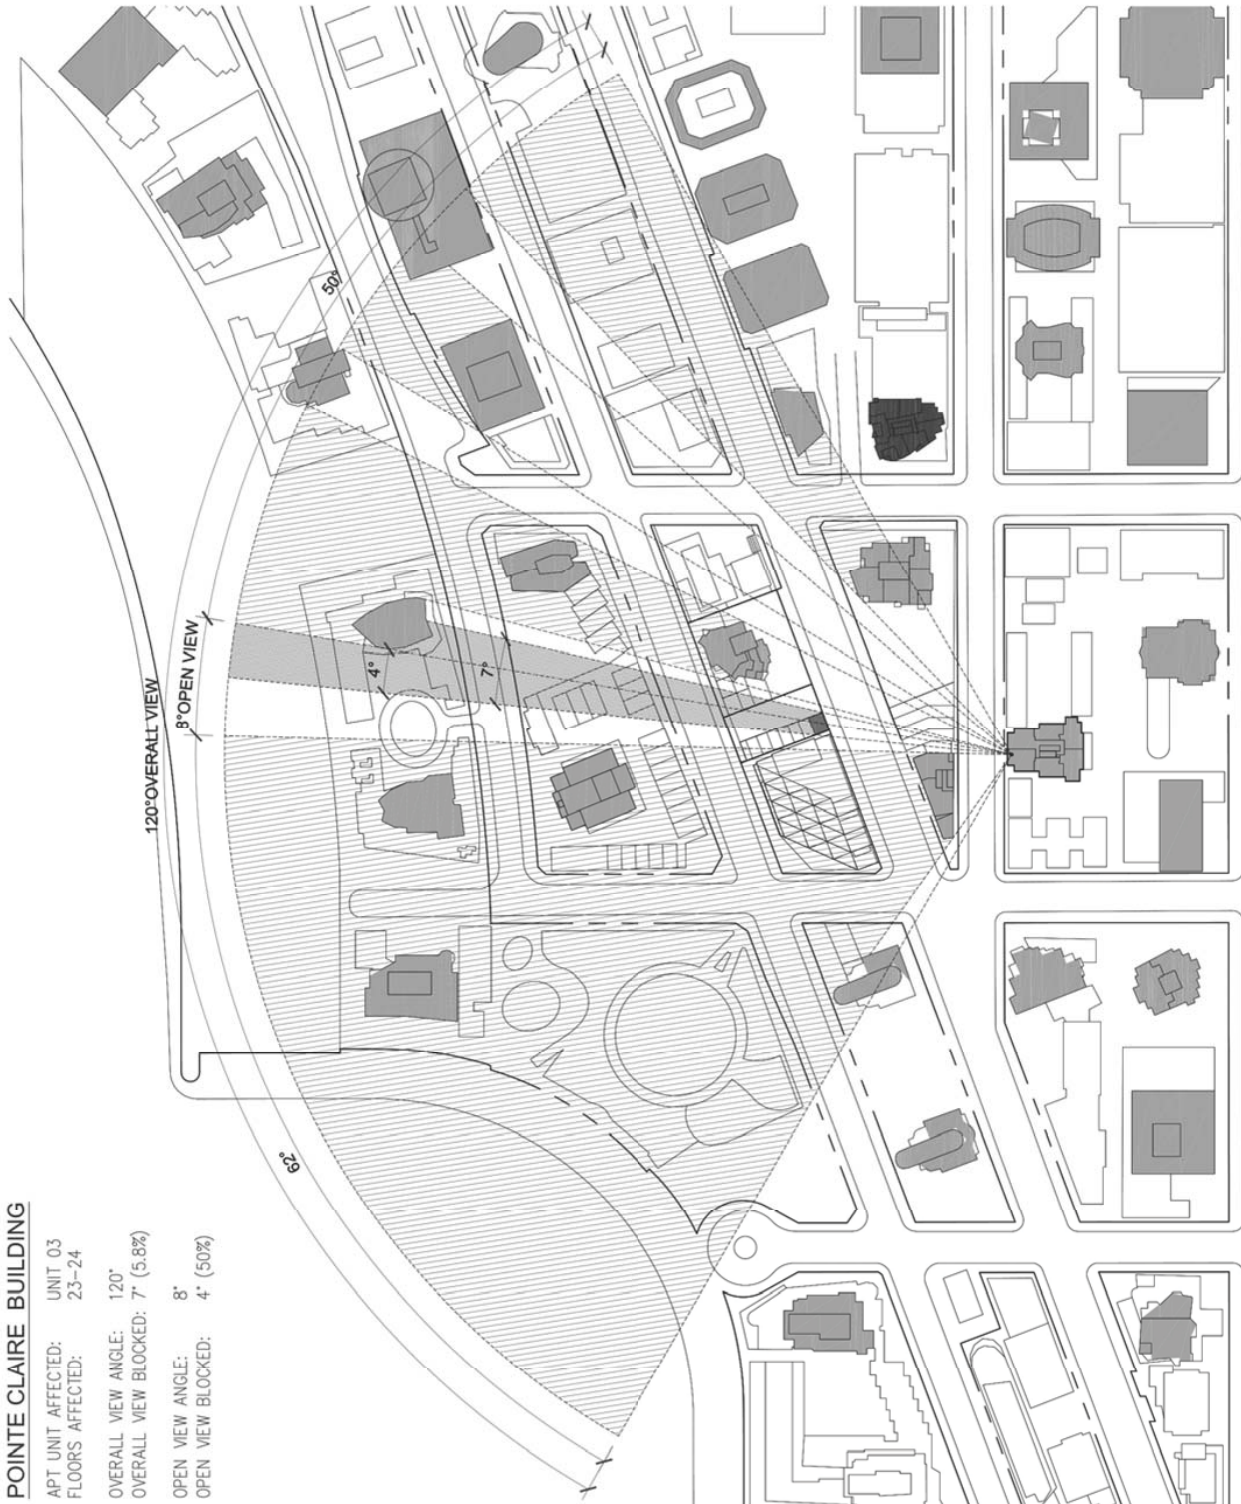 POINTE CLAIRE BUILDING
APT UNIT AFFECTED: UNIT 03
FLOORS AFFECTED: 23-24
OVERALL VIEW ANGLE: 120°
OVERALL VIEW BLOCKED: 7° (5.8%)
OPEN VIEW ANGLE: 8°
OPEN VIEW BLOCKED: 4° (50%)
120°OVERALL VIEW
8°OPEN VIEW
50°
62°
4°
7°